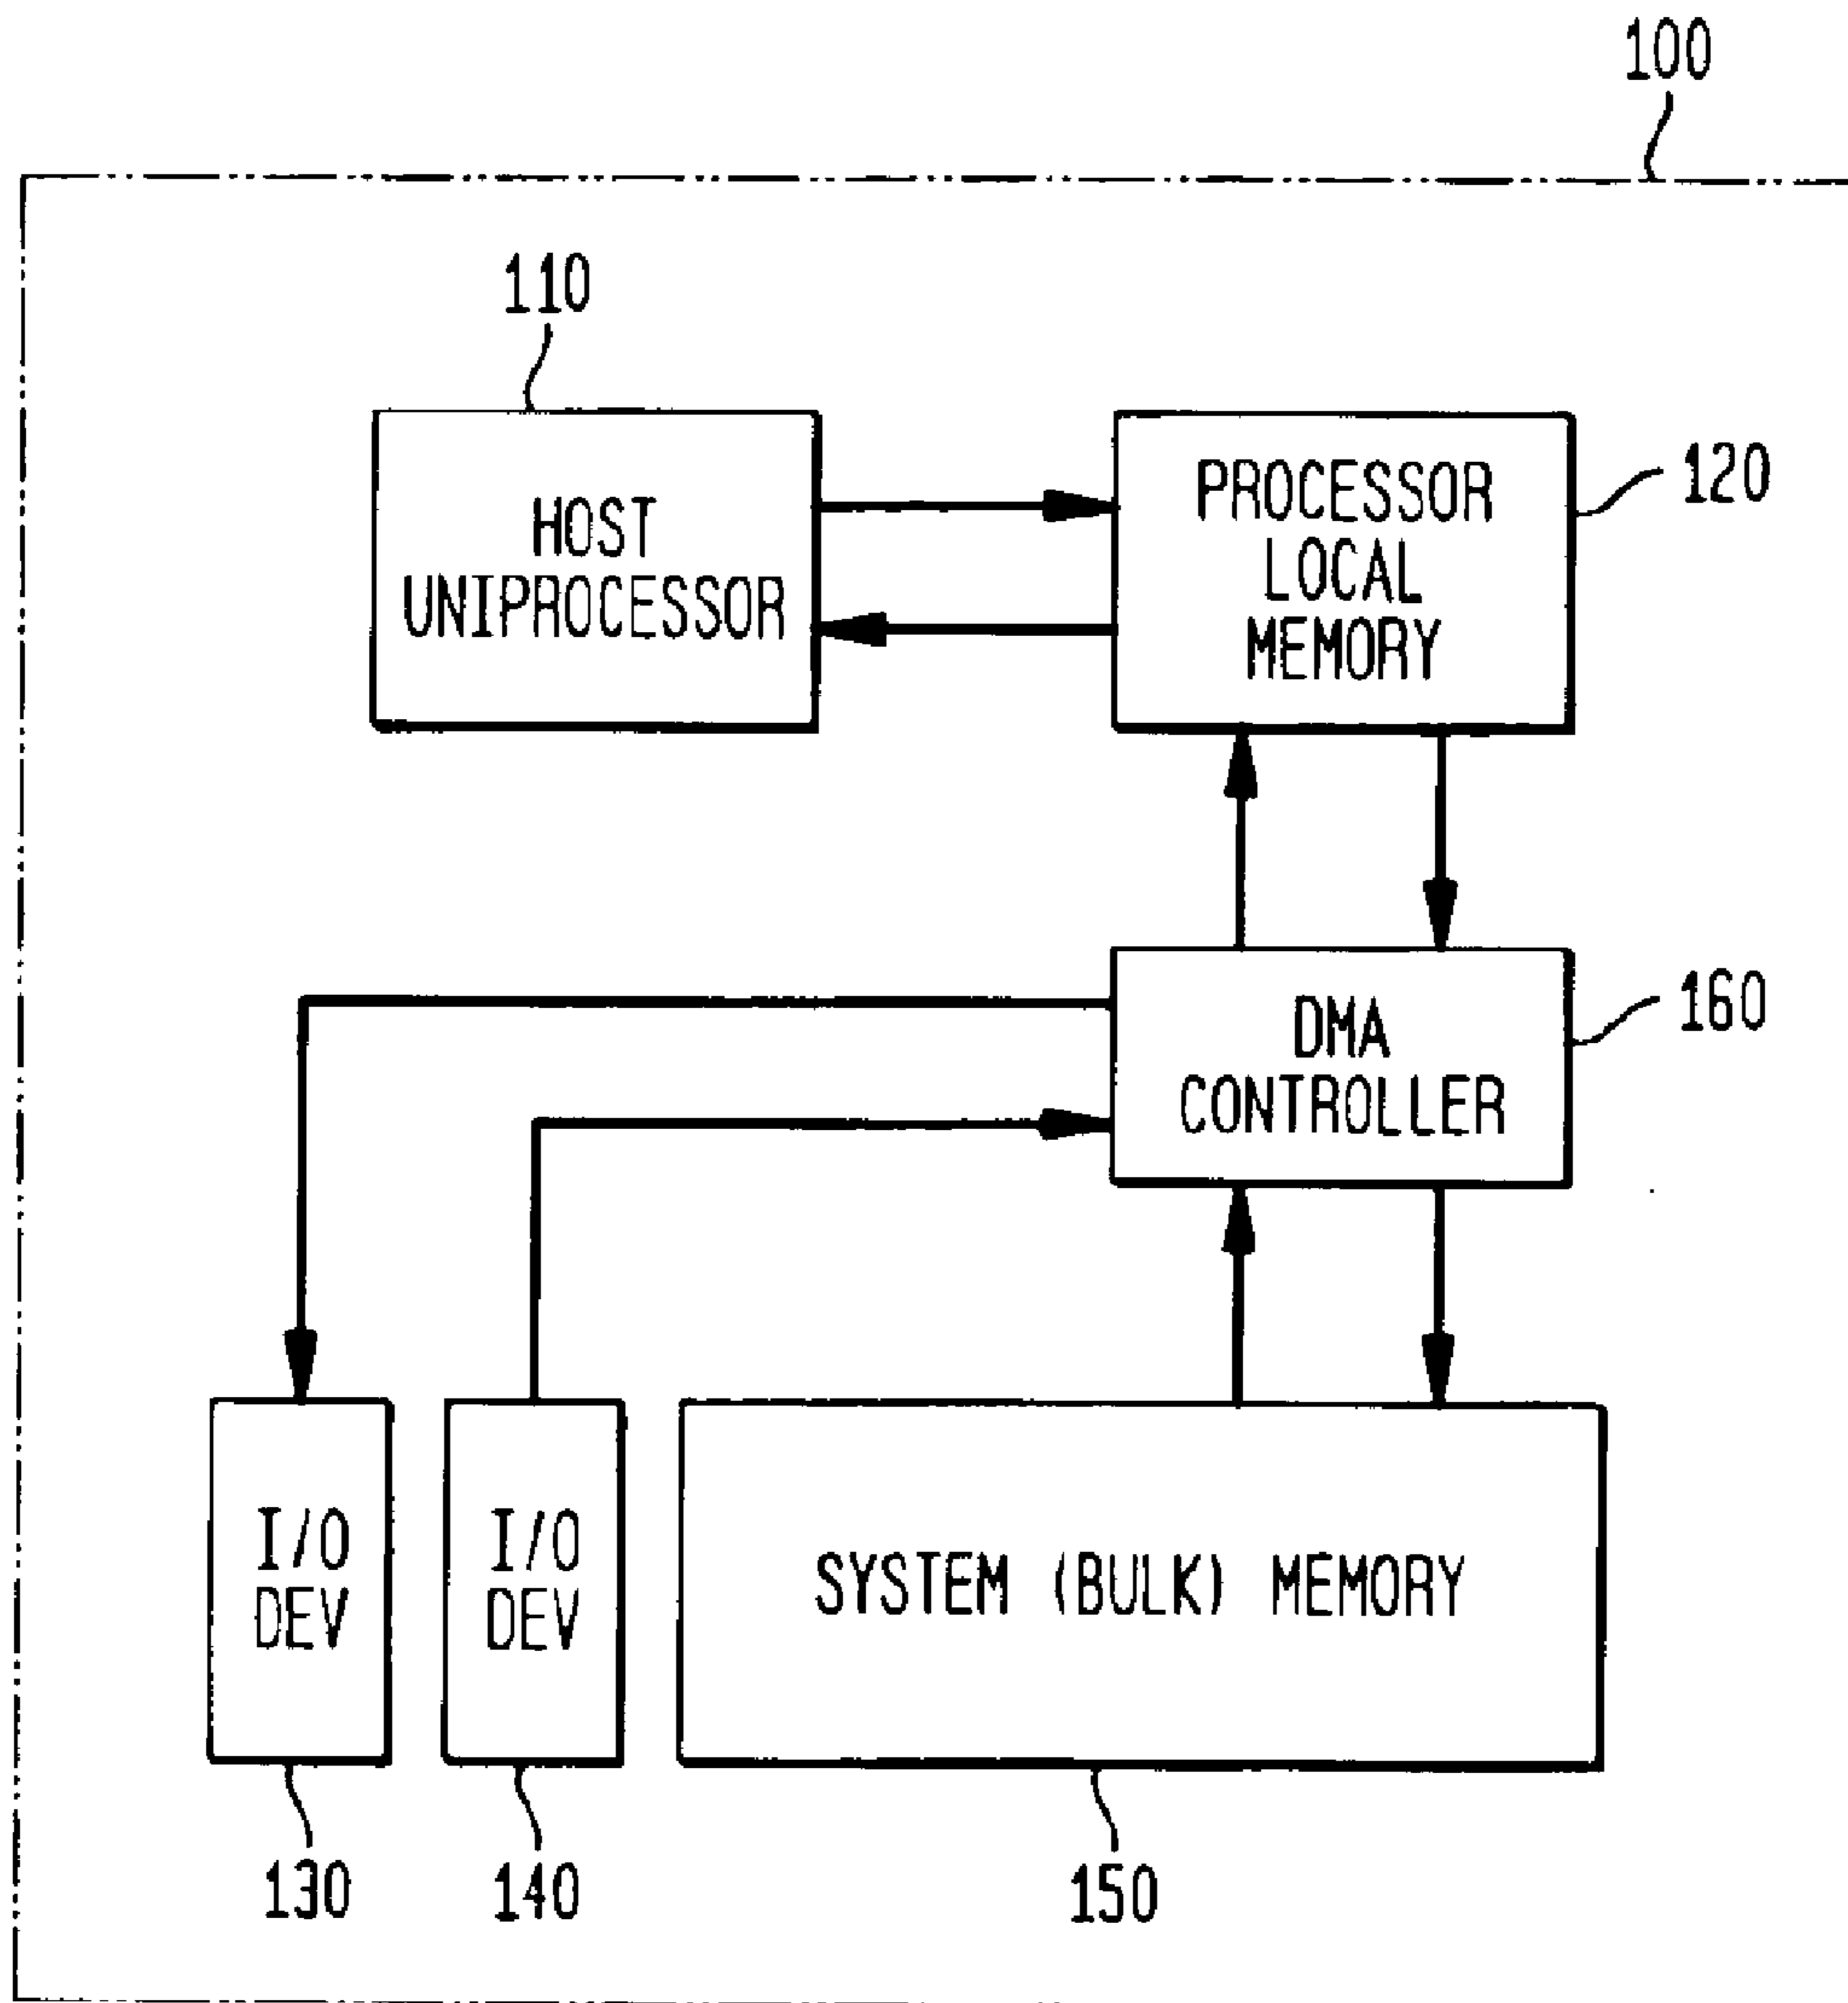 100
110
HOST
UNIPROCESSOR
PROCESSOR
LOCAL
MEMORY
120
DMA
CONTROLLER
160
I/O
DEV
I/O
DEV
SYSTEM (BULK) MEMORY
130
140
150